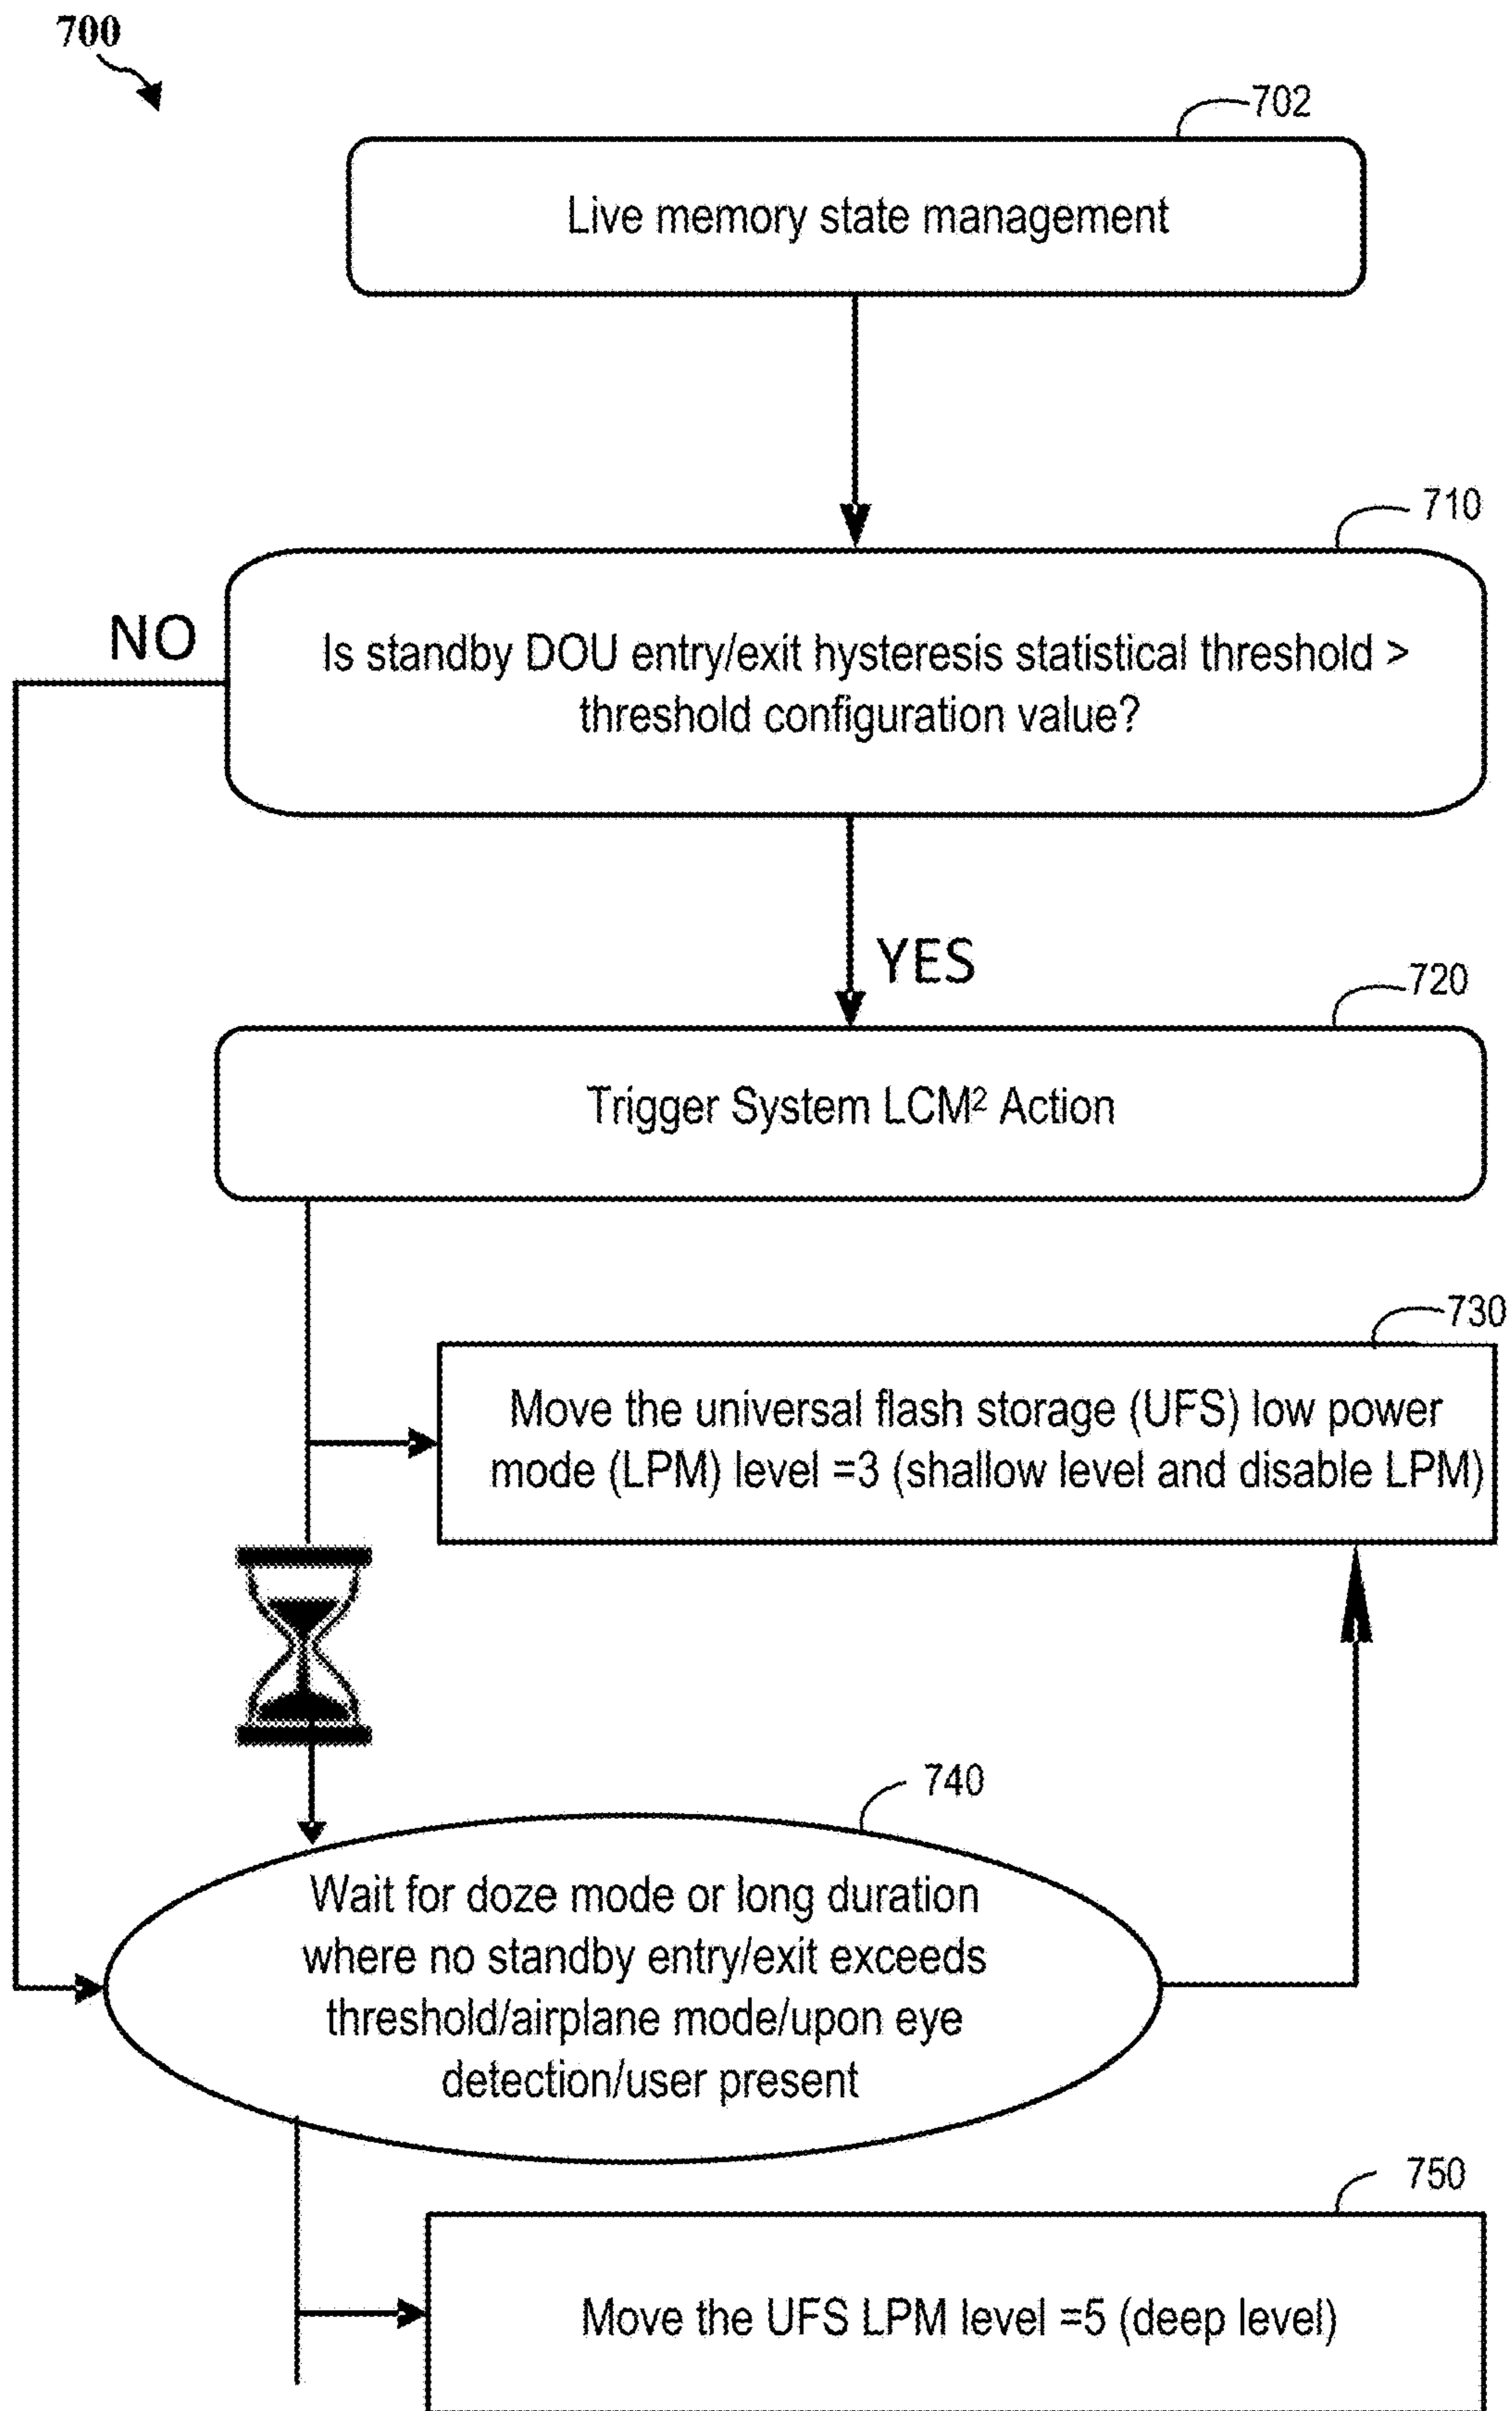 700
702
Live memory state management
710
NO
Is standby DOU entry/exit hysteresis statistical threshold >
threshold configuration value?
YES
720
Trigger System LCM² Action
730
Move the universal flash storage (UFS) low power
mode (LPM) level =3 (shallow level and disable LPM)
740
Wait for doze mode or long duration
where no standby entry/exit exceeds
threshold/airplane mode/upon eye
detection/user present
750
Move the UFS LPM level =5 (deep level)